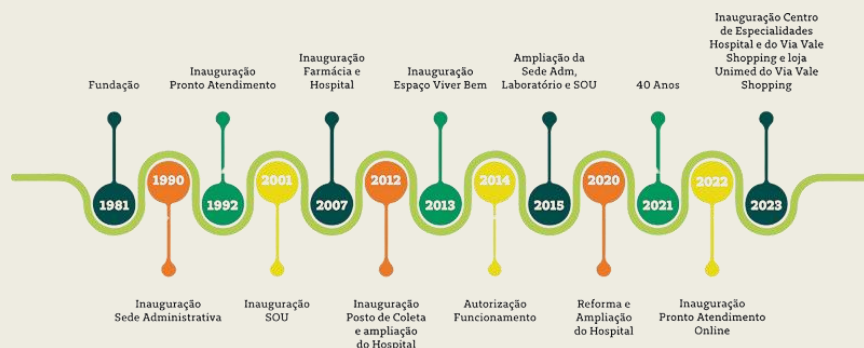 Fundação
1981
1990
Inauguração
Sede Administrativa
Inauguração
Pronto Atendimento
1992
2001
Inauguração
SOU
Inauguração
Farmácia e
Hospital
2007
2012
Inauguração
Posto de Coleta
e ampliação
do Hospital
Inauguração
Espaço Viver Bem
2013
2014
Autorização
Funcionamento
Ampliação da
Sede Adm,
Laboratório e SOU
2015
2020
Reforma e
Ampliação
do Hospital
40 Anos
2021
2022
Inauguração
Pronto Atendimento
Online
Inauguração Centro
de Especialidades
Hospital e do Via Vale
Shopping e loja
Unimed do Via Vale
Shopping
2023